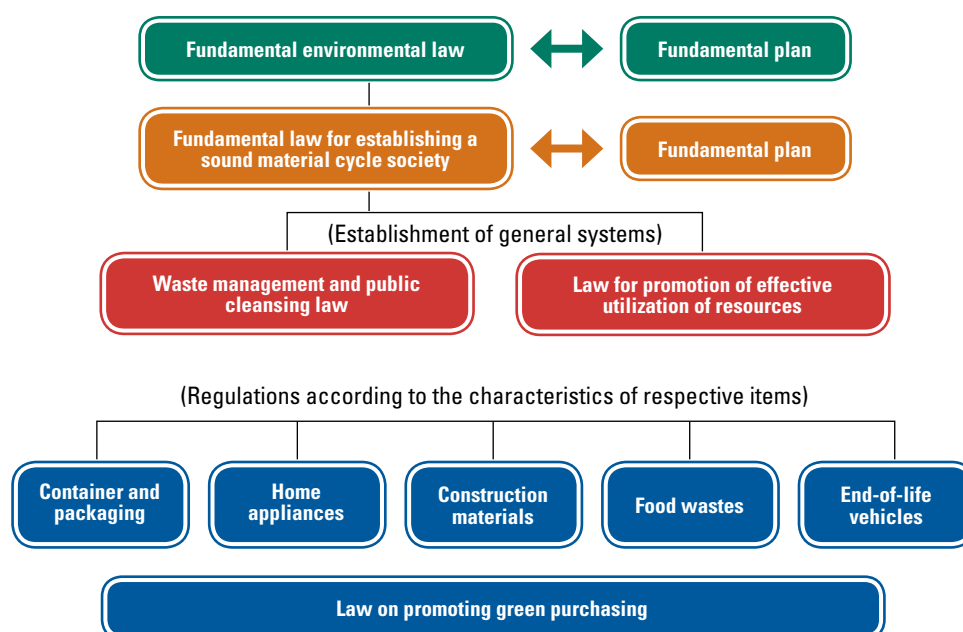 Fundamental environmental law
Fundamental plan
Fundamental law for establishing a
sound material cycle society
Fundamental plan
(Establishment of general systems)
Waste management and public
cleansing law
Law for promotion of effective
utilization of resources
(Regulations according to the characteristics of respective items)
Container and
packaging
Home
appliances
Construction
materials
Food wastes
End-of-life
vehicles
Law on promoting green purchasing